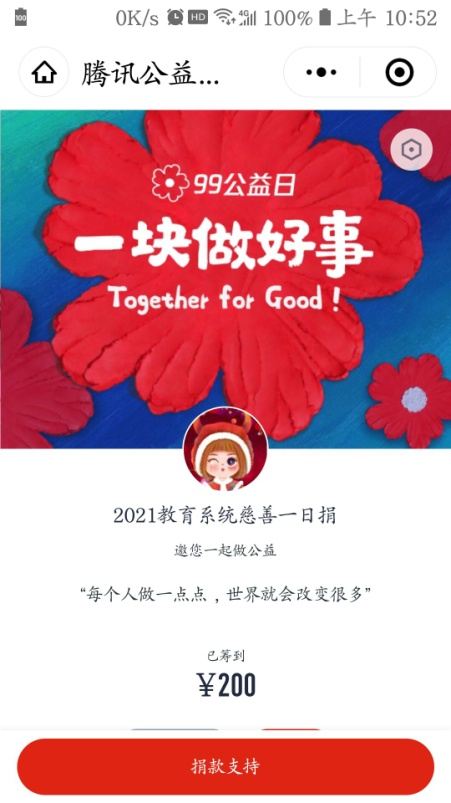 100 0K/s HD 4G 100% 上午 10:52
腾讯公益...
99公益日
一块做好事
Together for Good！
2021教育系统慈善一日捐
邀您一起做公益
“每个人做一点点，世界就会改变很多”
已筹到
￥200
捐款支持